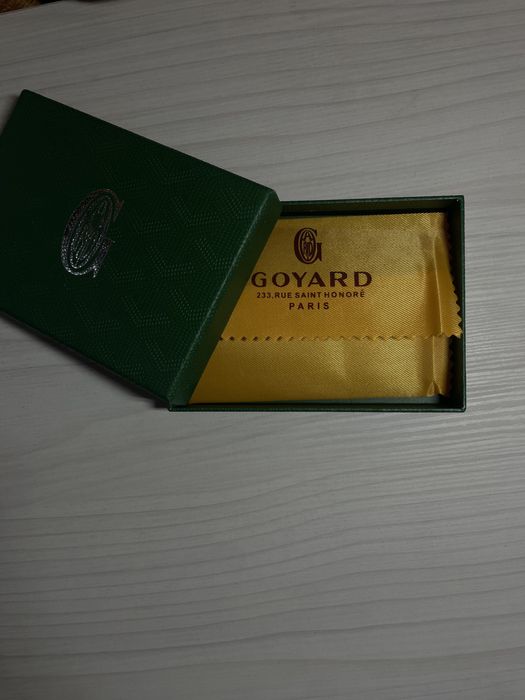 GOYARD
233, RUE SAINT HONORÉ
PARIS